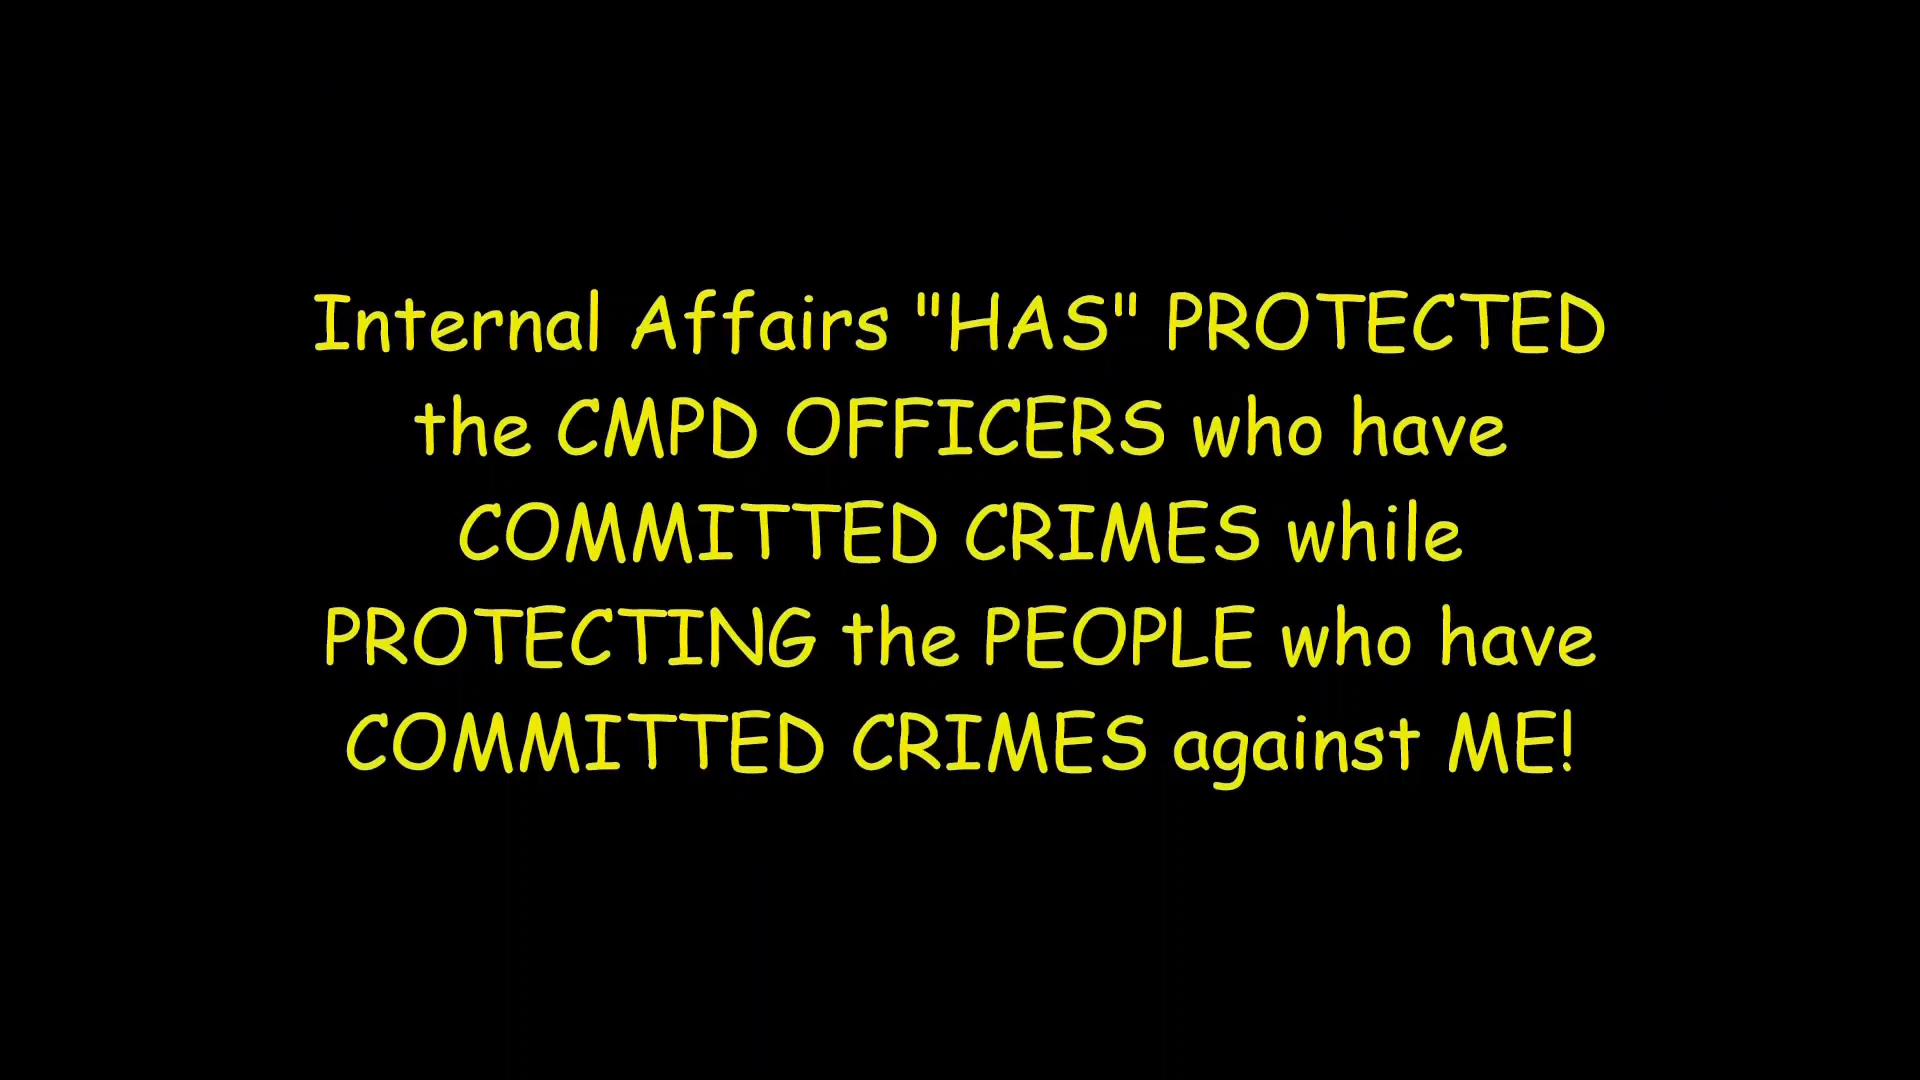 Internal Affairs "HAS" PROTECTED
the CMPD OFFICERS who have
COMMITTED CRIMES while
PROTECTING the PEOPLE who have
COMMITTED CRIMES against ME!